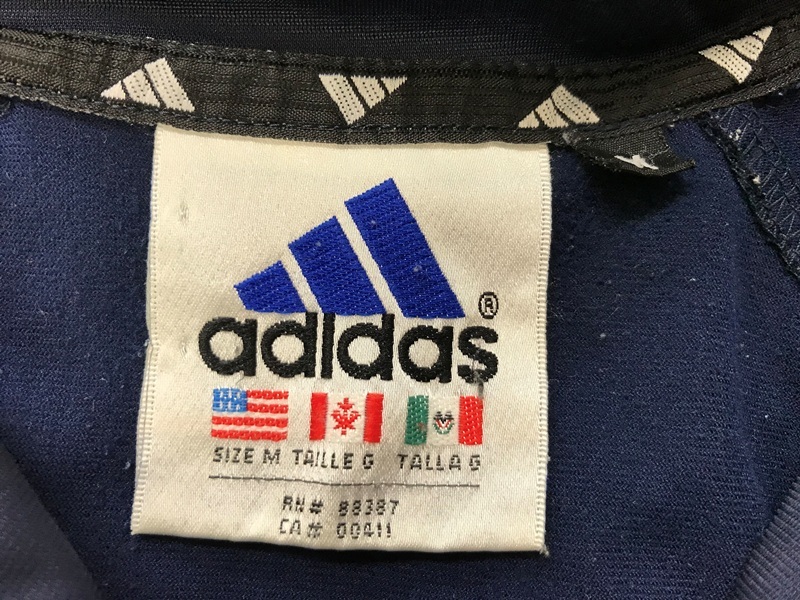 adidas®
SIZE M TAILLE G TALLA G
RN# 88387
CA# 00411